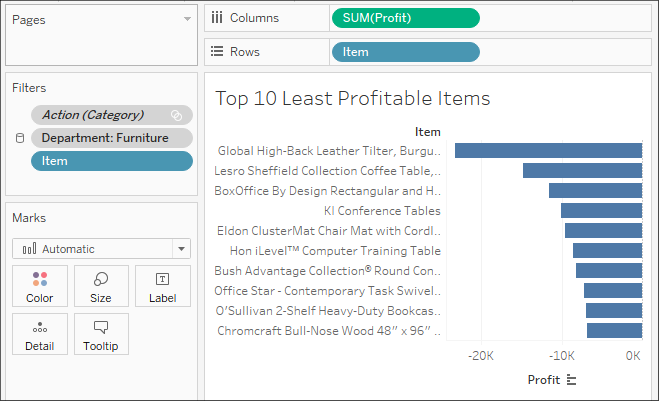 Pages
Columns
SUM(Profit)
Rows
Item
Filters
Action (Category)
Department: Furniture
Item
Marks
Automatic
Color
Size
Label
Detail
Tooltip
Top 10 Least Profitable Items
Item
Global High-Back Leather Tilter, Burgu..
Lesro Sheffield Collection Coffee Table,..
BoxOffice By Design Rectangular and H..
KI Conference Tables
Eldon ClusterMat Chair Mat with Cordl..
Hon iLevel™ Computer Training Table
Bush Advantage Collection® Round Con..
Office Star - Contemporary Task Swivel..
O’Sullivan 2-Shelf Heavy-Duty Bookcas..
Chromcraft Bull-Nose Wood 48” x 96” ..
-20K -10K 0K
Profit